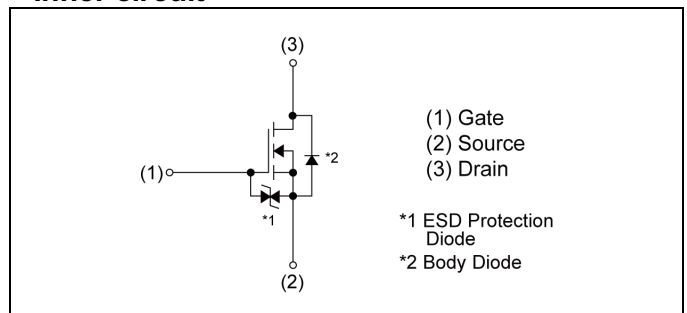 (3)
(1) Gate
(2) Source
(3) Drain
*2
(1)
*1
*1 ESD Protection
Diode
*2 Body Diode
(2)